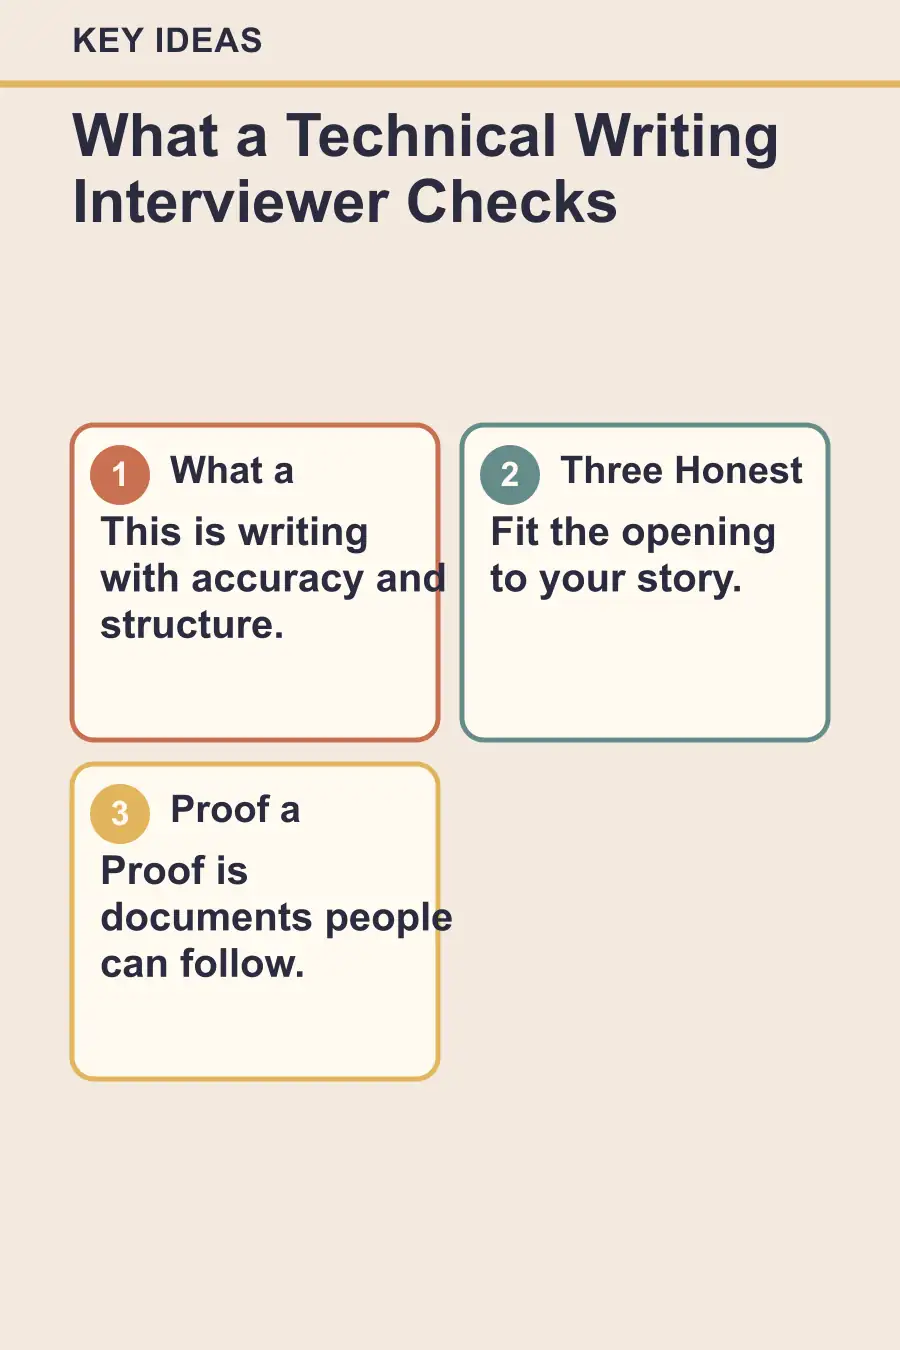 KEY IDEAS
What a Technical Writing
Interviewer Checks
1 What a
This is writing
with accuracy and
structure.
2 Three Honest
Fit the opening
to your story.
3 Proof a
Proof is
documents people
can follow.